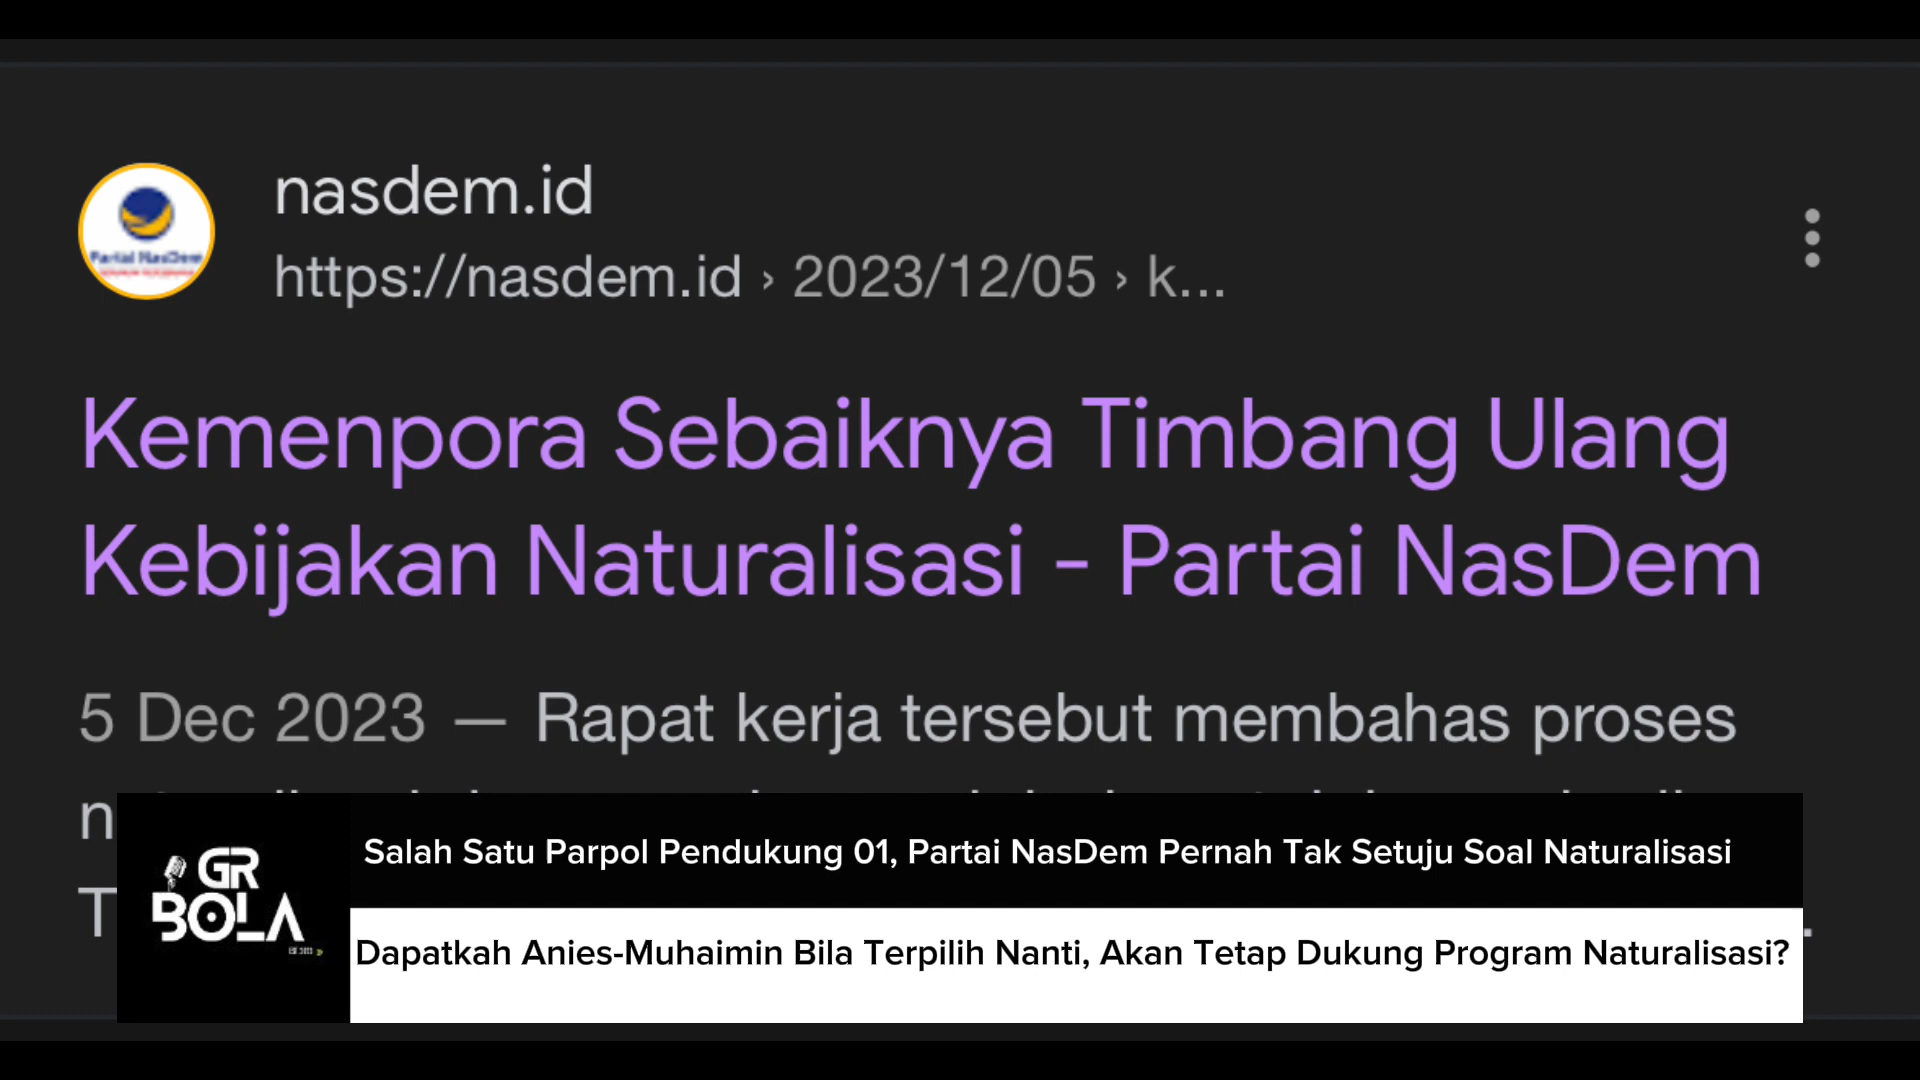 nasdem.id
https://nasdem.id › 2023/12/05 › k...
Partai NasDem
Kemenpora Sebaiknya Timbang Ulang
Kebijakan Naturalisasi - Partai NasDem
5 Dec 2023 — Rapat kerja tersebut membahas proses
GR
BOLA
Salah Satu Parpol Pendukung 01, Partai NasDem Pernah Tak Setuju Soal Naturalisasi
Dapatkah Anies-Muhaimin Bila Terpilih Nanti, Akan Tetap Dukung Program Naturalisasi?